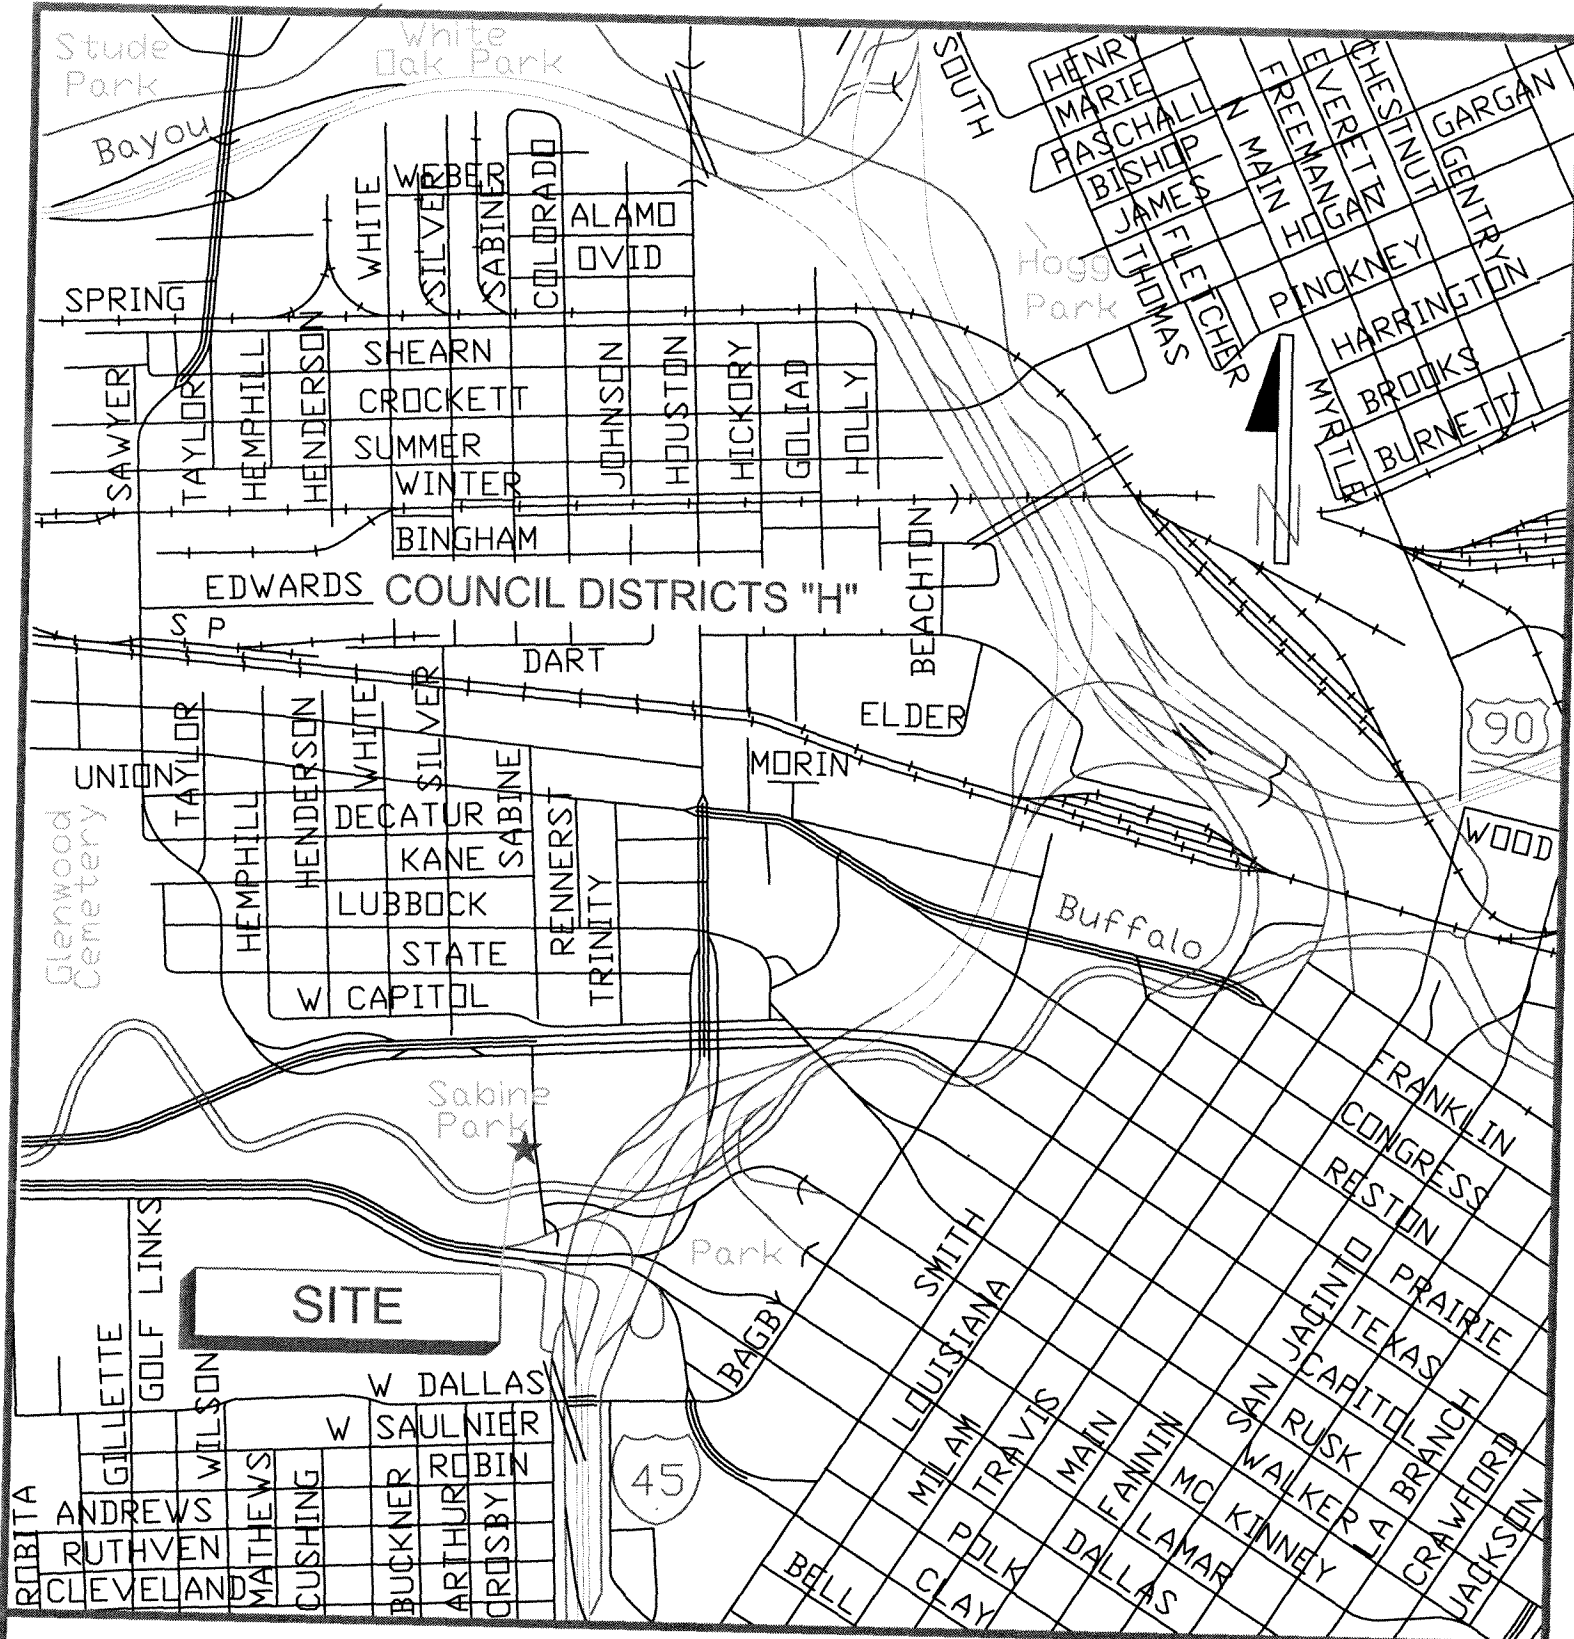 Stude
Park
White
Oak Park
Bayou
SOUTH
HENRY
MARIE
PASCHALL
BISHOP
JAMES
THOMAS
FLETCHER
N MAIN
FREEMAN
EVERETT
CHESTNUT
GENTRY
GARGAN
HOGAN
PINCKNEY
HARRINGTON
BROOKS
BURNETT
MYRTLE
Hogg
Park
WEBER
WHITE
SILVER
SABINE
COLORADO
ALAMO
OVID
SPRING
SHEARN
CROCKETT
SUMMER
WINTER
BINGHAM
SAWYER
TAYLOR
HEMPHILL
HENDERSON
JOHNSON
HOUSTON
HICKORY
GOLIAD
HOLLY
N
BEACHTON
EDWARDS
COUNCIL DISTRICTS "H"
S P
DART
ELDER
MORIN
90
WOOD
UNION
TAYLOR
HEMPHILL
HENDERSON
WHITE
SILVER
SABINE
RENNERST
TRINITY
DECATUR
KANE
LUBBOCK
STATE
W CAPITOL
Glenwood
Cemetery
Buffalo
Sabine
Park
Park
SITE
FRANKLIN
CONGRESS
RESTON
PRAIRIE
TEXAS
CAPITOL
RUSK
WALKER
MC KINNEY
LAMAR
DALLAS
POLK
CLAY
BELL
BAGBY
SMITH
LOUISIANA
MILAM
TRAVIS
MAIN
FANNIN
SAN JACINTO
LA BRANCH
CRAWFORD
JACKSON
W DALLAS
W SAULNIER
ROBIN
45
GILLETTE
GOLF LINKS
WILSON
MATHEWS
CUSHING
BUCKNER
ARTHUR
CROSBY
ROBITA
ANDREWS
RUTHVEN
CLEVELAND